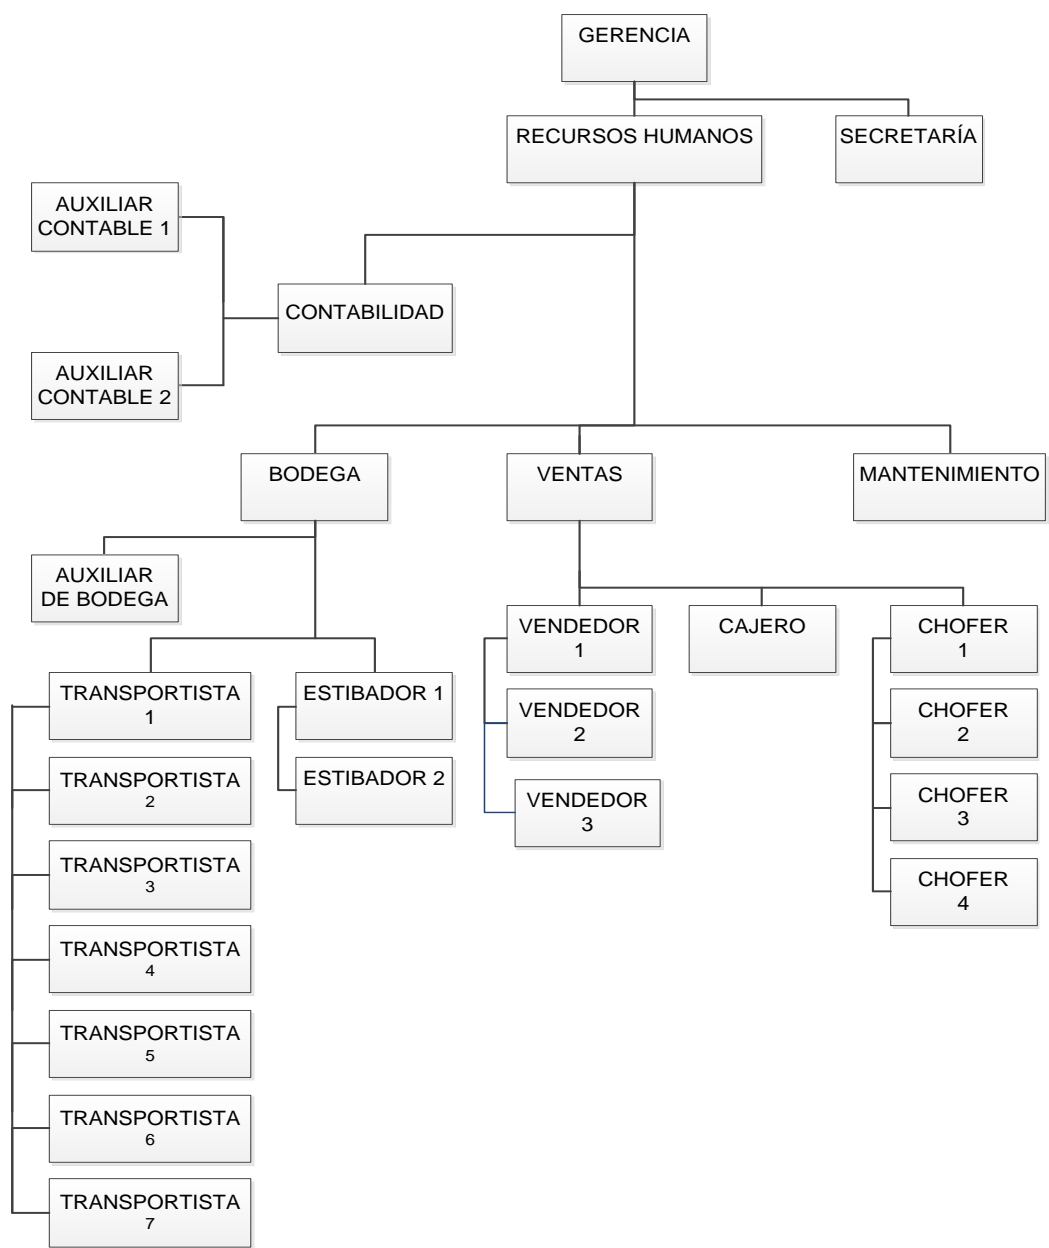 GERENCIA
RECURSOS HUMANOS
SECRETARÍA
AUXILIAR
CONTABLE 1
CONTABILIDAD
AUXILIAR
CONTABLE 2
BODEGA
VENTAS
MANTENIMIENTO
AUXILIAR
DE BODEGA
VENDEDOR
1
CAJERO
CHOFER
1
TRANSPORTISTA
1
ESTIBADOR 1
VENDEDOR
2
CHOFER
2
TRANSPORTISTA
2
ESTIBADOR 2
VENDEDOR
3
CHOFER
3
TRANSPORTISTA
3
CHOFER
4
TRANSPORTISTA
4
TRANSPORTISTA
5
TRANSPORTISTA
6
TRANSPORTISTA
7